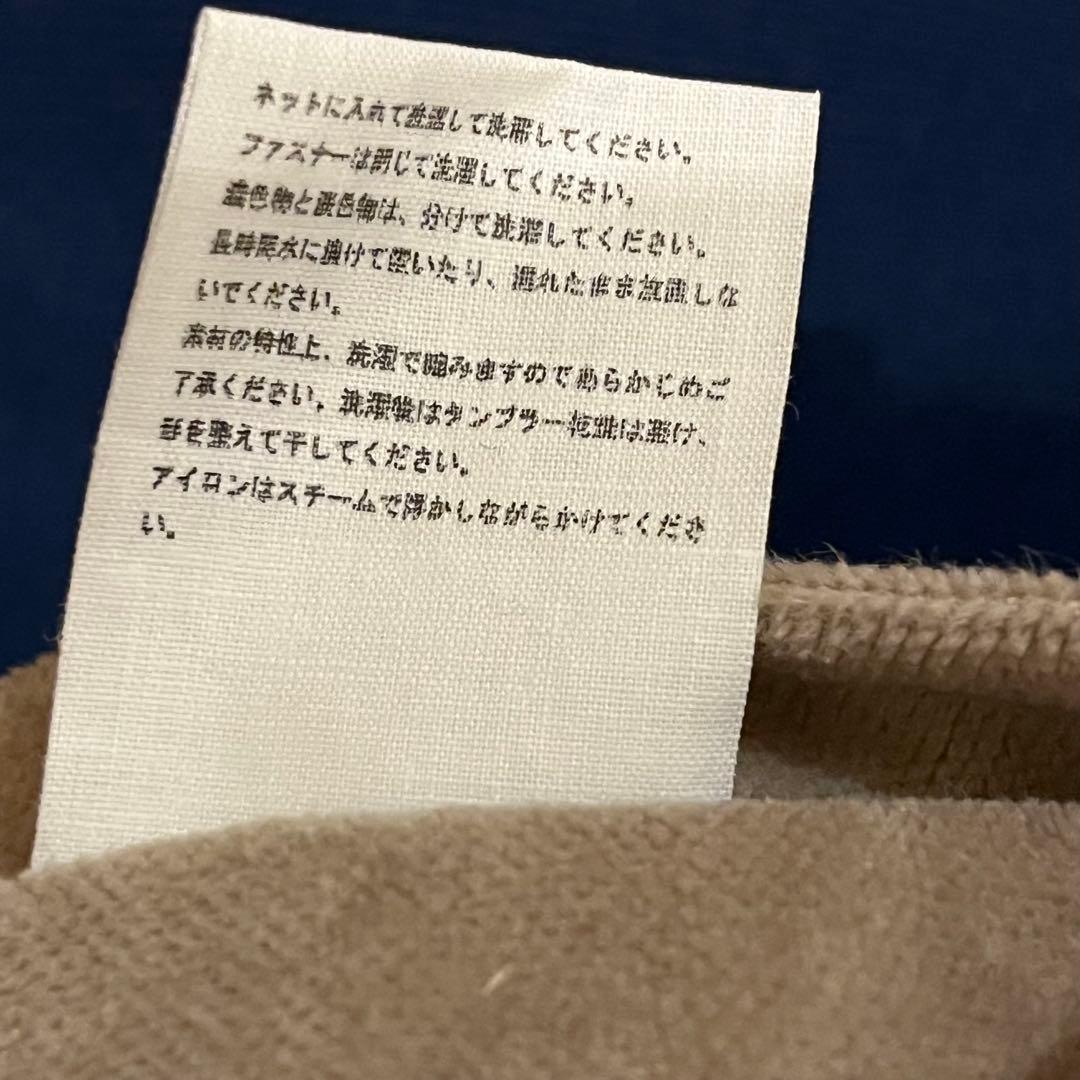 ネットに入れて裏返して洗濯してください。
ファスナーは閉じて洗濯してください。
濃色物と淡色物は、分けて洗濯してください。
長時間水に漬けて置いたり、濡れたまま放置しな
いでください。
素材の特性上、洗濯で縮みますのであらかじめご
了承ください。洗濯後はタンブラー乾燥は避け、
形を整えて干してください。
アイロンはスチームで浮かしながらかけてくださ
い。